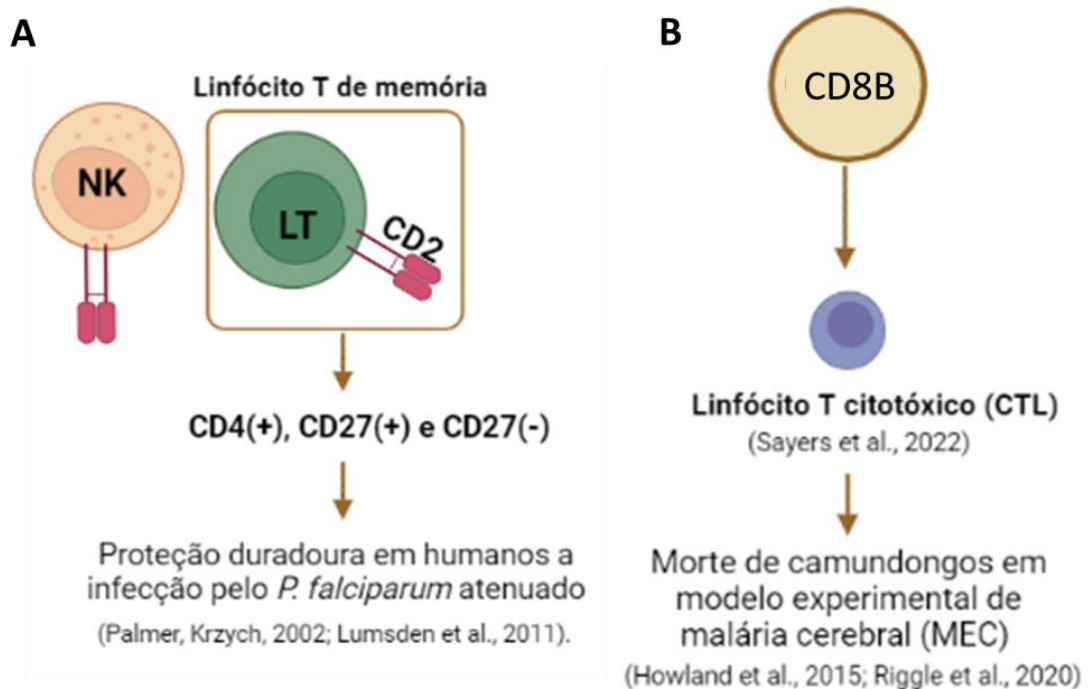 A
Linfócito T de memória
NK
LT
CD2
CD4(+), CD27(+) e CD27(-)
Proteção duradoura em humanos a
infecção pelo P. falciparum atenuado
(Palmer, Krzych, 2002; Lumsden et al., 2011).
B
CD8B
Linfócito T citotóxico (CTL)
(Sayers et al., 2022)
Morte de camundongos em
modelo experimental de
malária cerebral (MEC)
(Howland et al., 2015; Riggle et al., 2020)